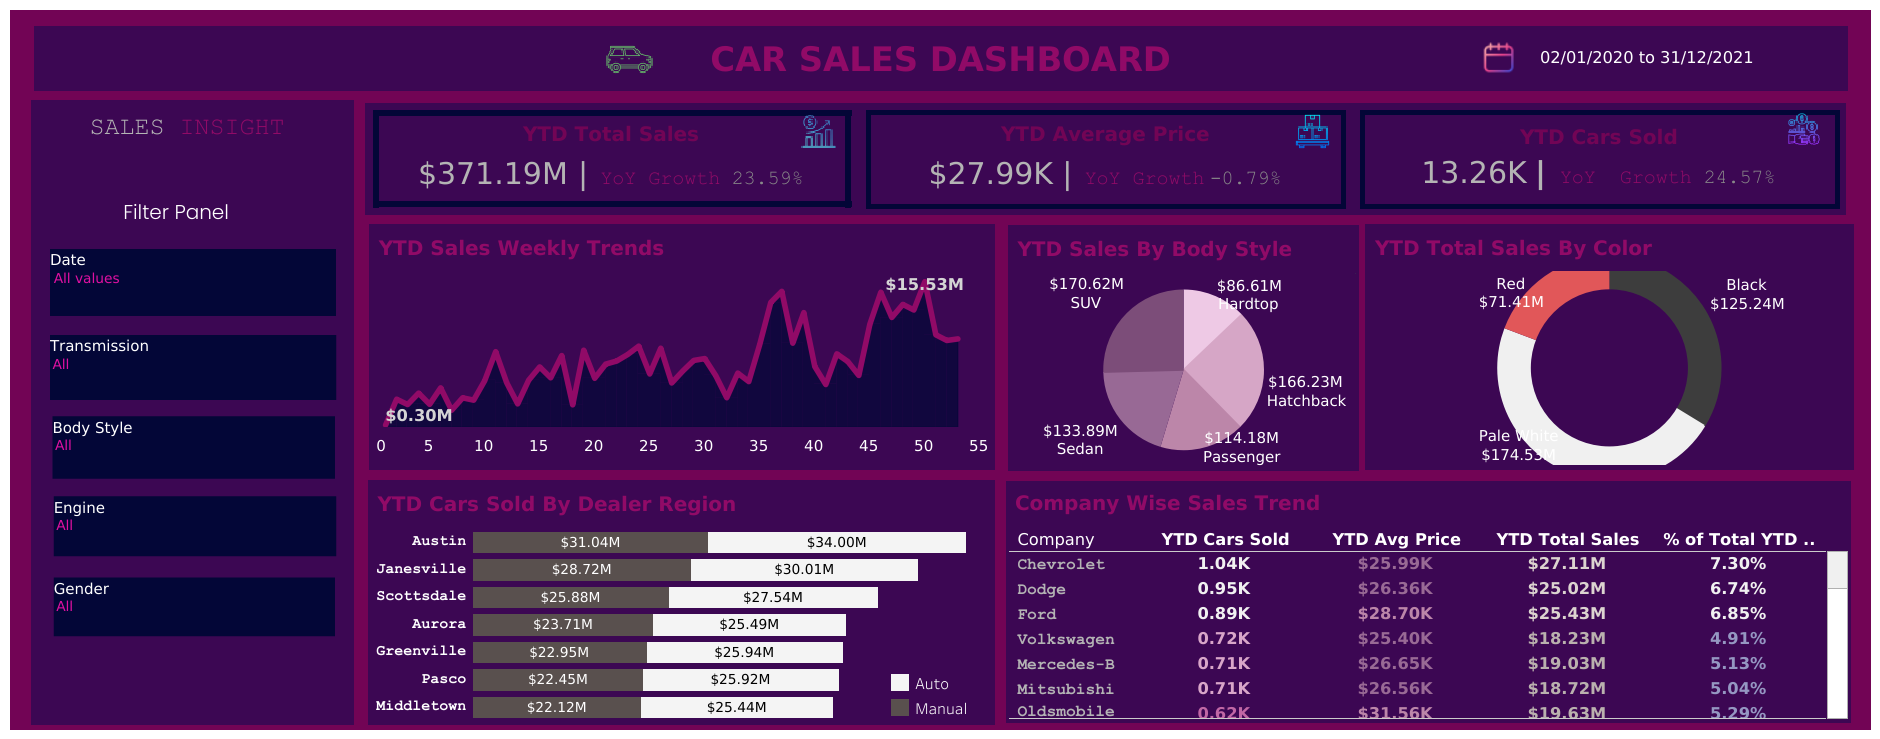 CAR SALES DASHBOARD
02/01/2020 to 31/12/2021
SALES INSIGHT
Filter Panel
Date
All values
Transmission
All
Body Style
All
Engine
All
Gender
All
YTD Total Sales
$371.19M | YoY Growth 23.59%
YTD Average Price
$27.99K | YoY Growth -0.79%
YTD Cars Sold
13.26K | YoY Growth 24.57%
YTD Sales Weekly Trends
$15.53M
$0.30M
0 5 10 15 20 25 30 35 40 45 50 55
YTD Sales By Body Style
$170.62M
SUV
$86.61M
Hardtop
$166.23M
Hatchback
$133.89M
Sedan
$114.18M
Passenger
YTD Total Sales By Color
Red
$71.41M
Black
$125.24M
Pale White
$174.53M
YTD Cars Sold By Dealer Region
Austin $31.04M $34.00M
Janesville $28.72M $30.01M
Scottsdale $25.88M $27.54M
Aurora $23.71M $25.49M
Greenville $22.95M $25.94M
Pasco $22.45M $25.92M
Middletown $22.12M $25.44M
Auto
Manual
Company Wise Sales Trend
Company YTD Cars Sold YTD Avg Price YTD Total Sales % of Total YTD ..
Chevrolet 1.04K $25.99K $27.11M 7.30%
Dodge 0.95K $26.36K $25.02M 6.74%
Ford 0.89K $28.70K $25.43M 6.85%
Volkswagen 0.72K $25.40K $18.23M 4.91%
Mercedes-B 0.71K $26.65K $19.03M 5.13%
Mitsubishi 0.71K $26.56K $18.72M 5.04%
Oldsmobile 0.62K $31.56K $19.63M 5.29%